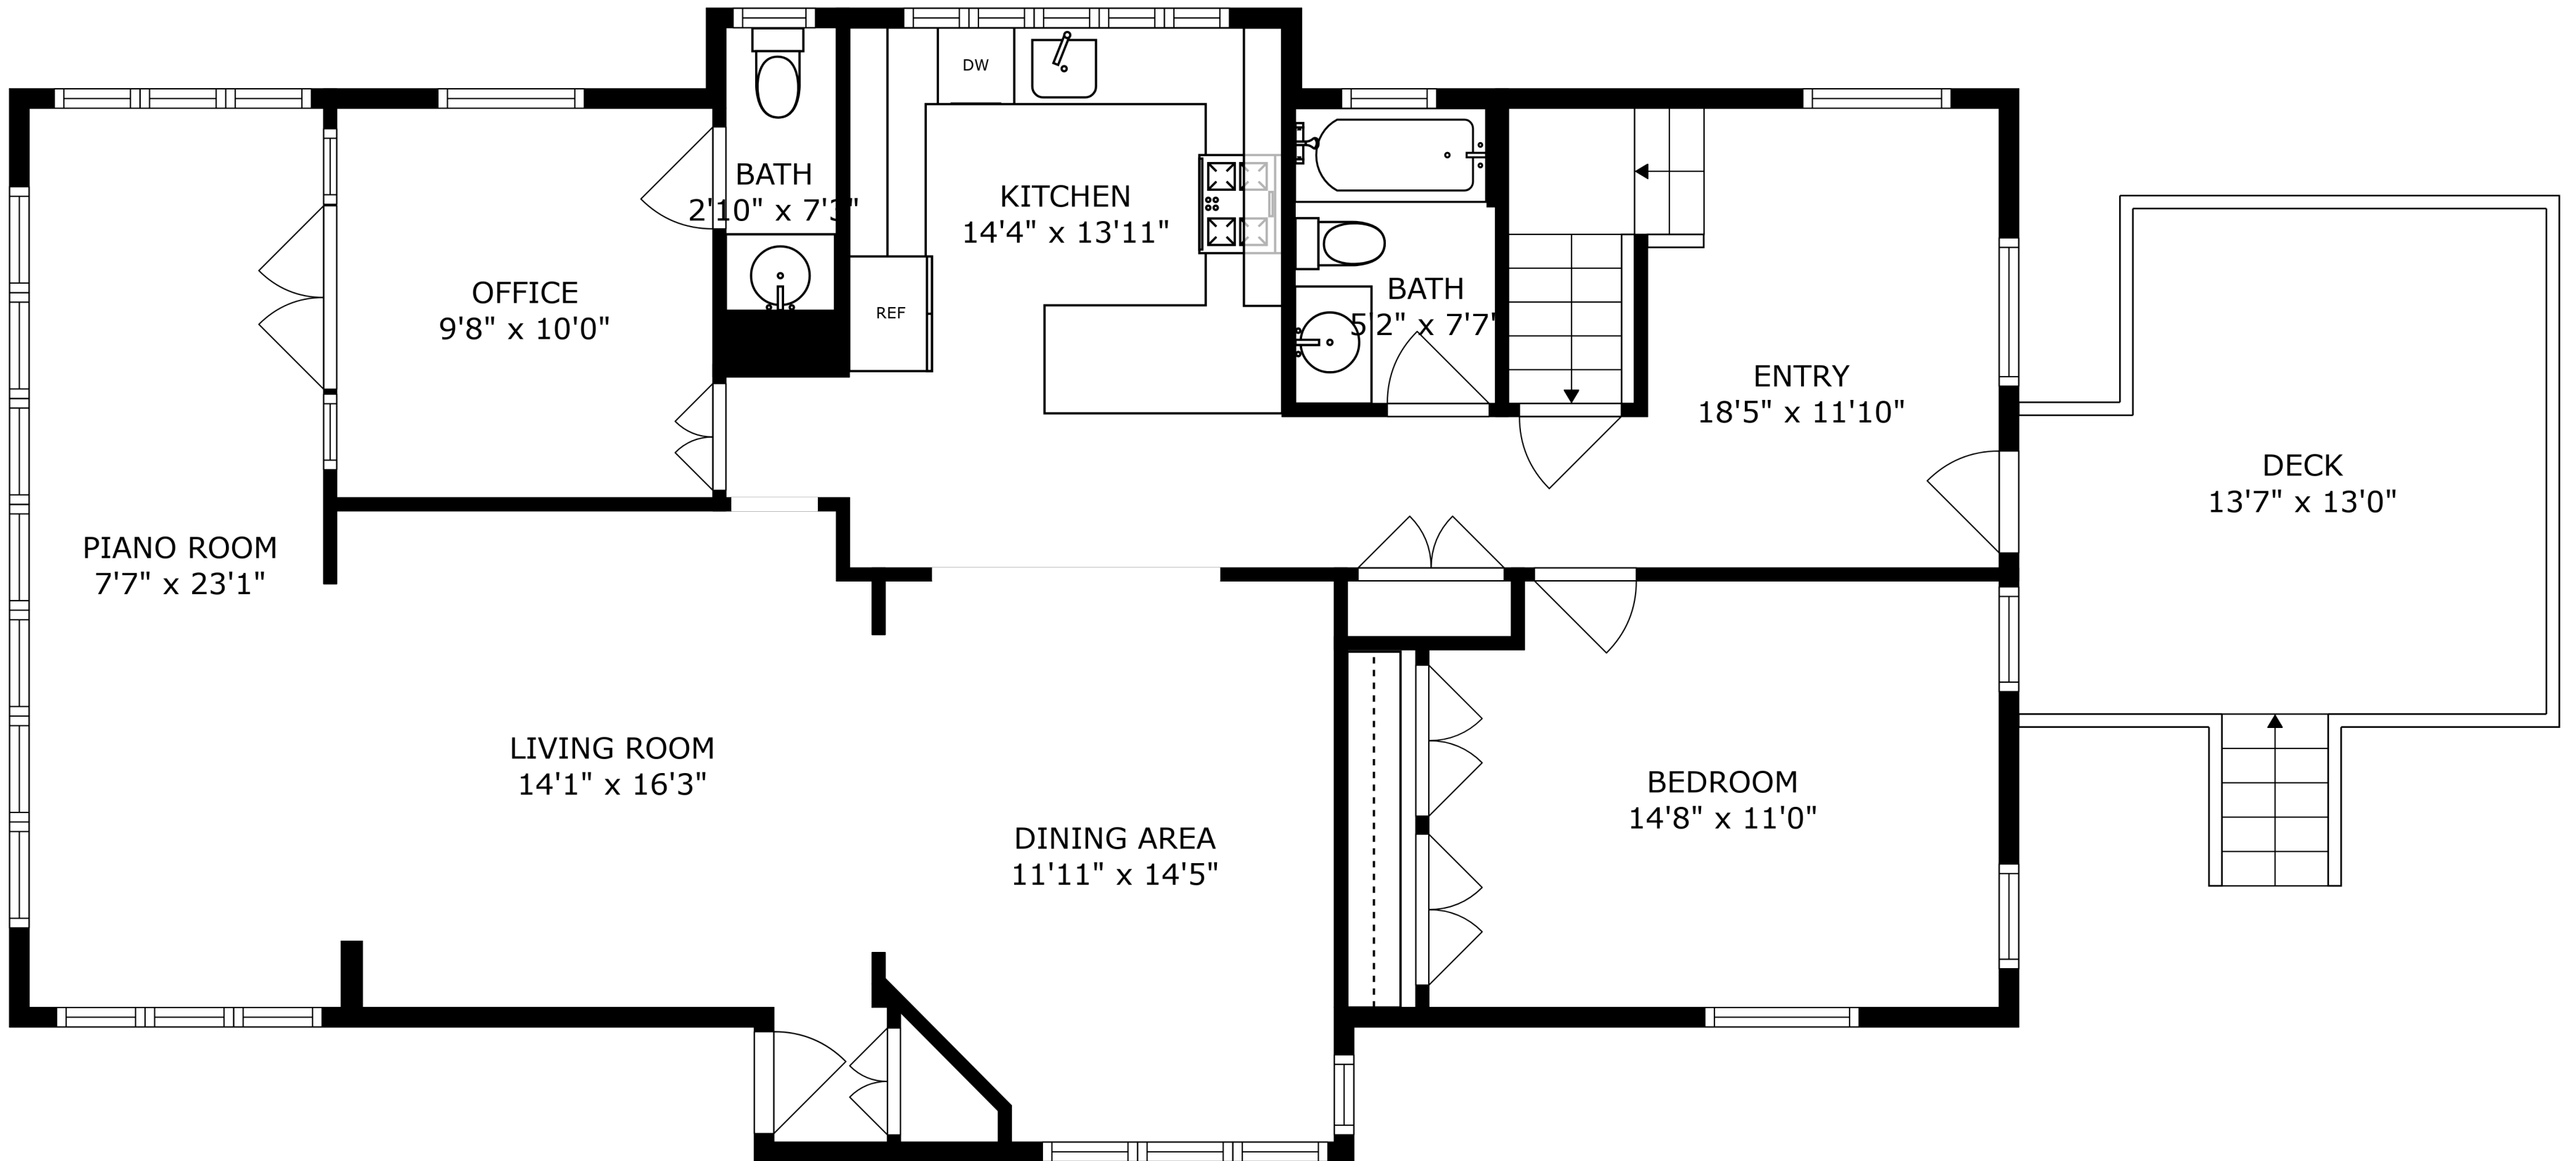 DW
BATH
2'10" x 7'3"
KITCHEN
14'4" x 13'11"
REF
OFFICE
9'8" x 10'0"
BATH
5'2" x 7'7"
ENTRY
18'5" x 11'10"
DECK
13'7" x 13'0"
PIANO ROOM
7'7" x 23'1"
LIVING ROOM
14'1" x 16'3"
DINING AREA
11'11" x 14'5"
BEDROOM
14'8" x 11'0"